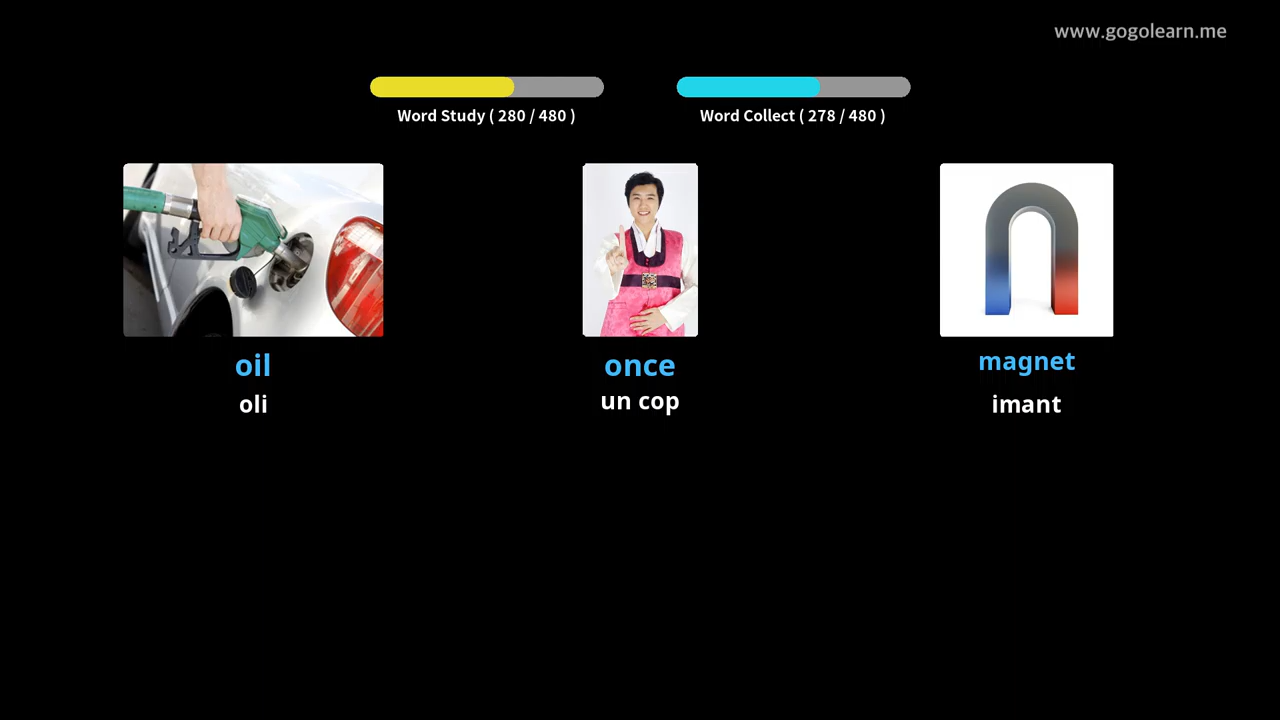 www.gogolearn.me
Word Study ( 280 / 480 )
Word Collect ( 278 / 480 )
oil
oli
once
un cop
magnet
imant